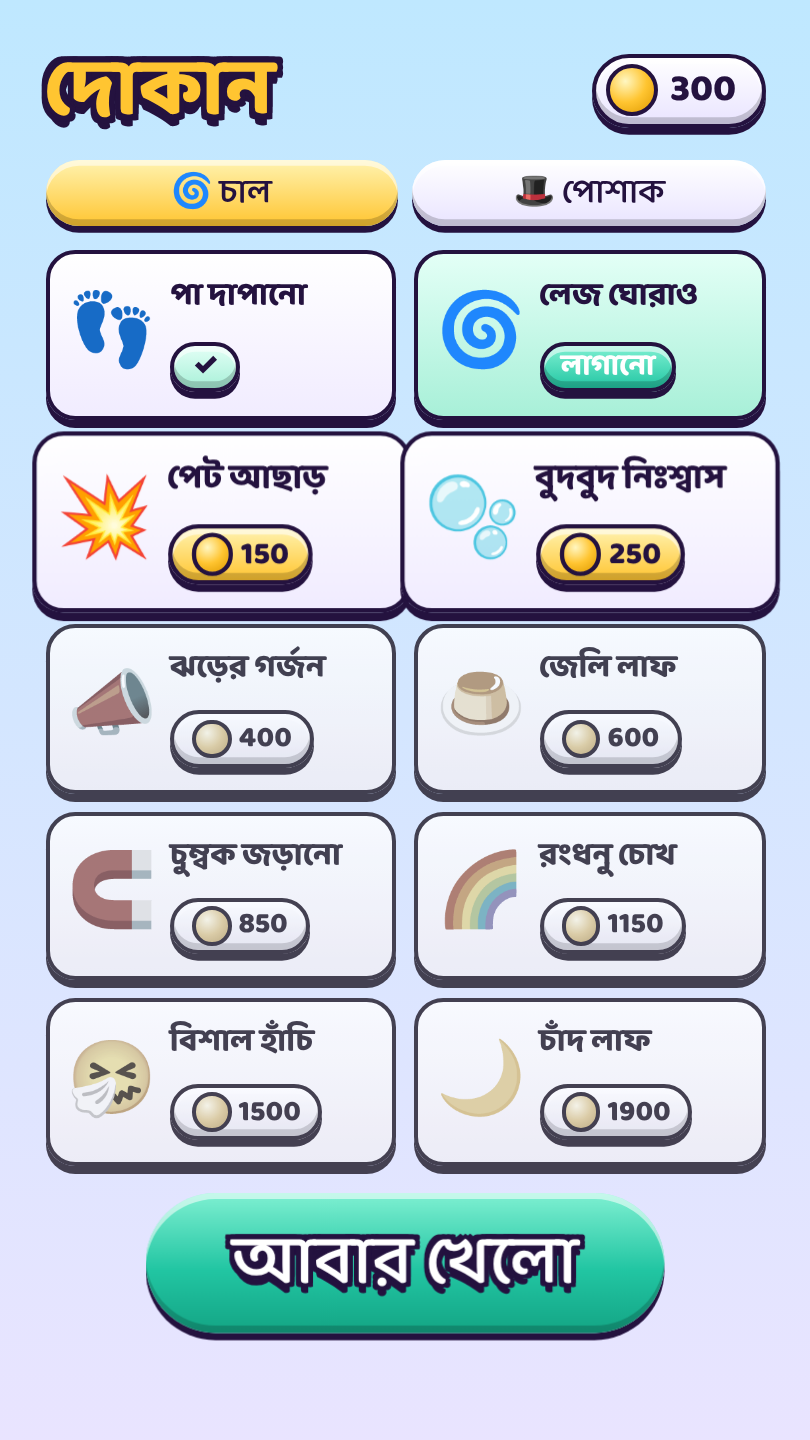 দোকান
300
চাল
পোশাক
পা দাপানো
লেজ ঘোরাও
লাগানো
পেট আছাড়
150
বুদবুদ নিঃশ্বাস
250
ঝড়ের গর্জন
400
জেলি লাফ
600
চুম্বক জড়ানো
850
রংধনু চোখ
1150
বিশাল হাঁচি
1500
চাঁদ লাফ
1900
আবার খেলো